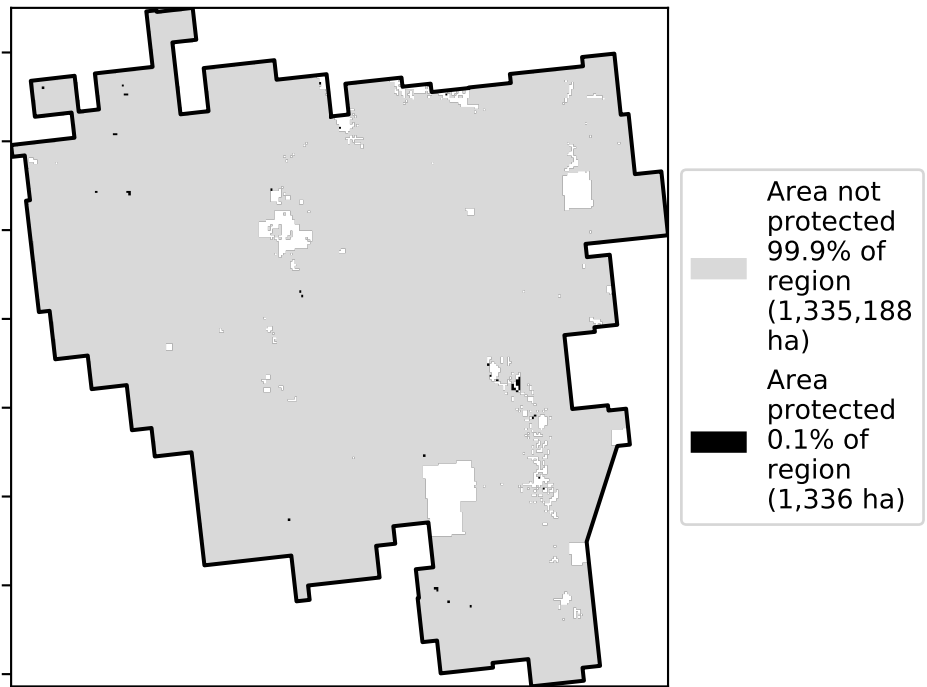 Area not
protected
99.9% of
region
(1,335,188
ha)
Area
protected
0.1% of
region
(1,336 ha)